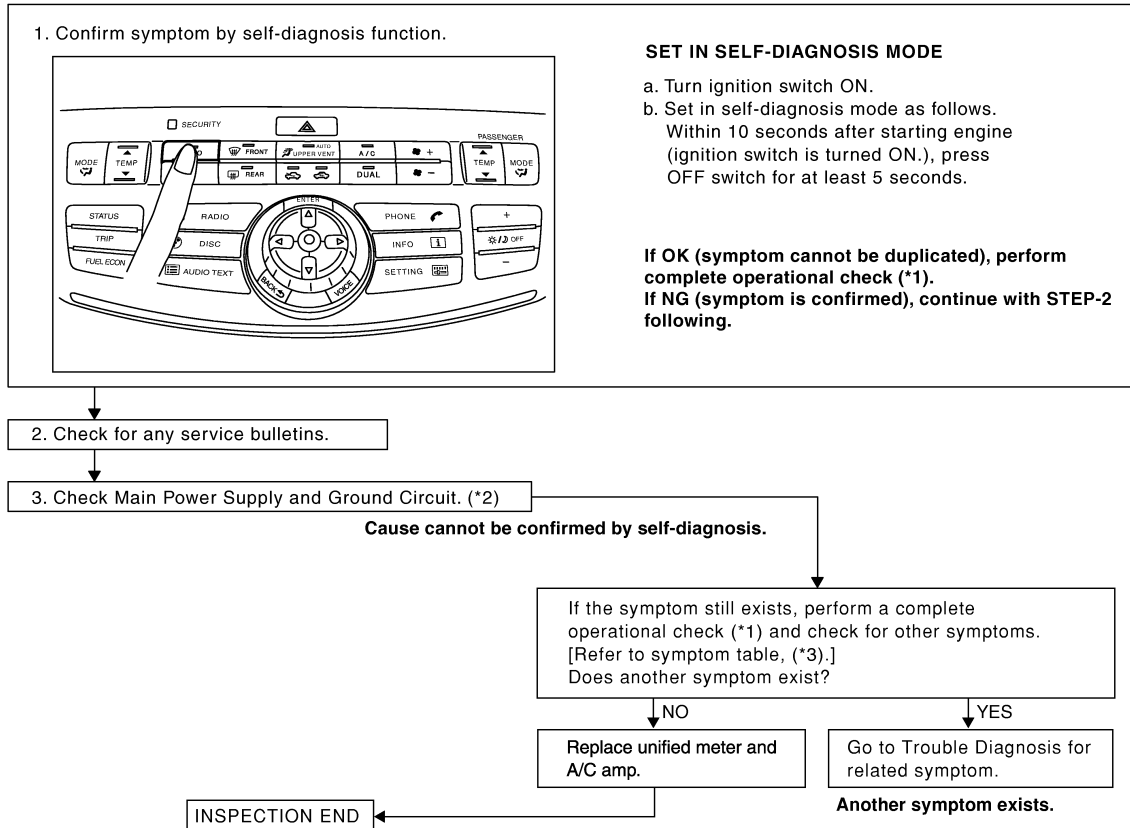 1. Confirm symptom by self-diagnosis function.
SECURITY
PASSENGER
MODE
TEMP
FRONT
AUTO
UPPER VENT
A/C
+
TEMP
MODE
REAR
DUAL
-
STATUS
TRIP
FUEL ECON
RADIO
DISC
AUDIO TEXT
ENTER
BACK
VOICE
PHONE
INFO i
SETTING
+
OFF
-
SET IN SELF-DIAGNOSIS MODE
a. Turn ignition switch ON.
b. Set in self-diagnosis mode as follows.
Within 10 seconds after starting engine
(ignition switch is turned ON.), press
OFF switch for at least 5 seconds.
If OK (symptom cannot be duplicated), perform
complete operational check (*1).
If NG (symptom is confirmed), continue with STEP-2
following.
2. Check for any service bulletins.
3. Check Main Power Supply and Ground Circuit. (*2)
Cause cannot be confirmed by self-diagnosis.
If the symptom still exists, perform a complete
operational check (*1) and check for other symptoms.
[Refer to symptom table, (*3).]
Does another symptom exist?
NO
YES
Replace unified meter and
A/C amp.
Go to Trouble Diagnosis for
related symptom.
Another symptom exists.
INSPECTION END